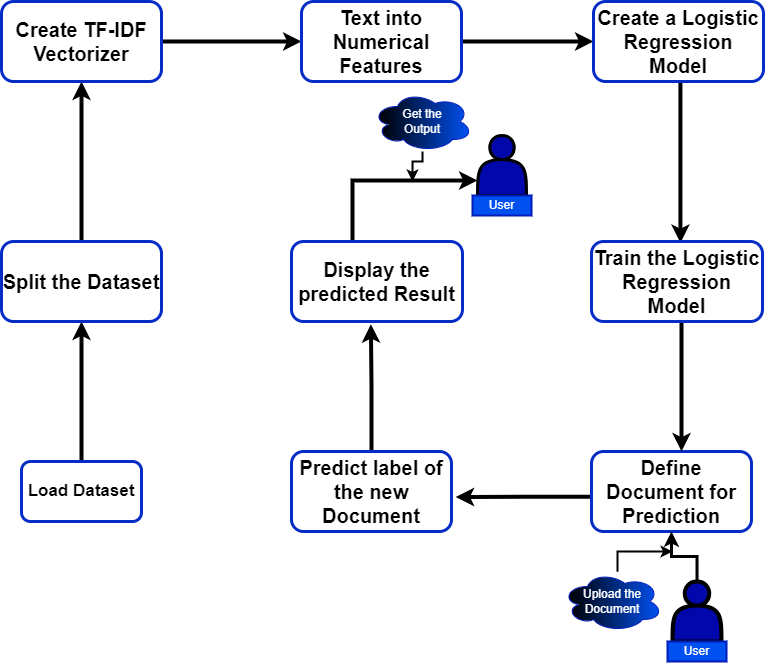 Create TF-IDF
Vectorizer
Text into
Numerical
Features
Create a Logistic
Regression
Model
Get the
Output
User
Split the Dataset
Display the
predicted Result
Train the Logistic
Regression
Model
Load Dataset
Predict label of
the new
Document
Define
Document for
Prediction
Upload the
Document
User